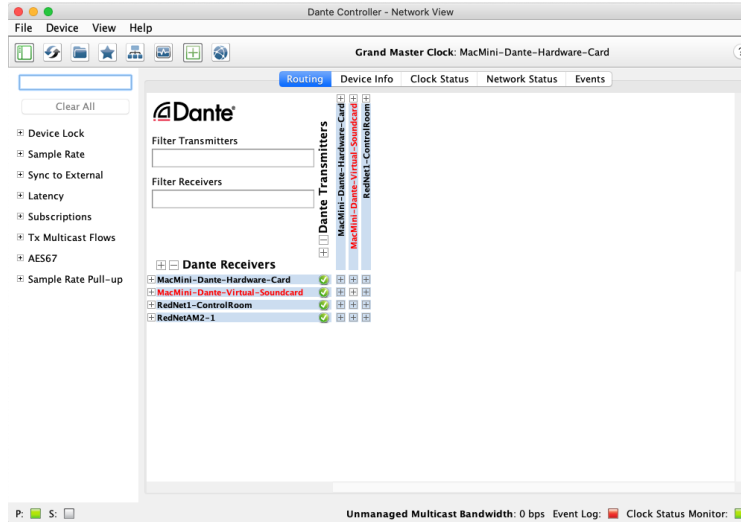 Dante Controller - Network View
File Device View Help
Grand Master Clock: MacMini-Dante-Hardware-Card
?
Routing Device Info Clock Status Network Status Events
Clear All
Device Lock
Sample Rate
Sync to External
Latency
Subscriptions
Tx Multicast Flows
AES67
Sample Rate Pull-up
Dante
Filter Transmitters
Filter Receivers
Dante Transmitters
MacMini-Dante-Hardware-Card
MacMini-Dante-Virtual-Soundcard
RedNet1-ControlRoom
Dante Receivers
MacMini-Dante-Hardware-Card
MacMini-Dante-Virtual-Soundcard
RedNet1-ControlRoom
RedNetAM2-1
P: S: Unmanaged Multicast Bandwidth: 0 bps Event Log: Clock Status Monitor: